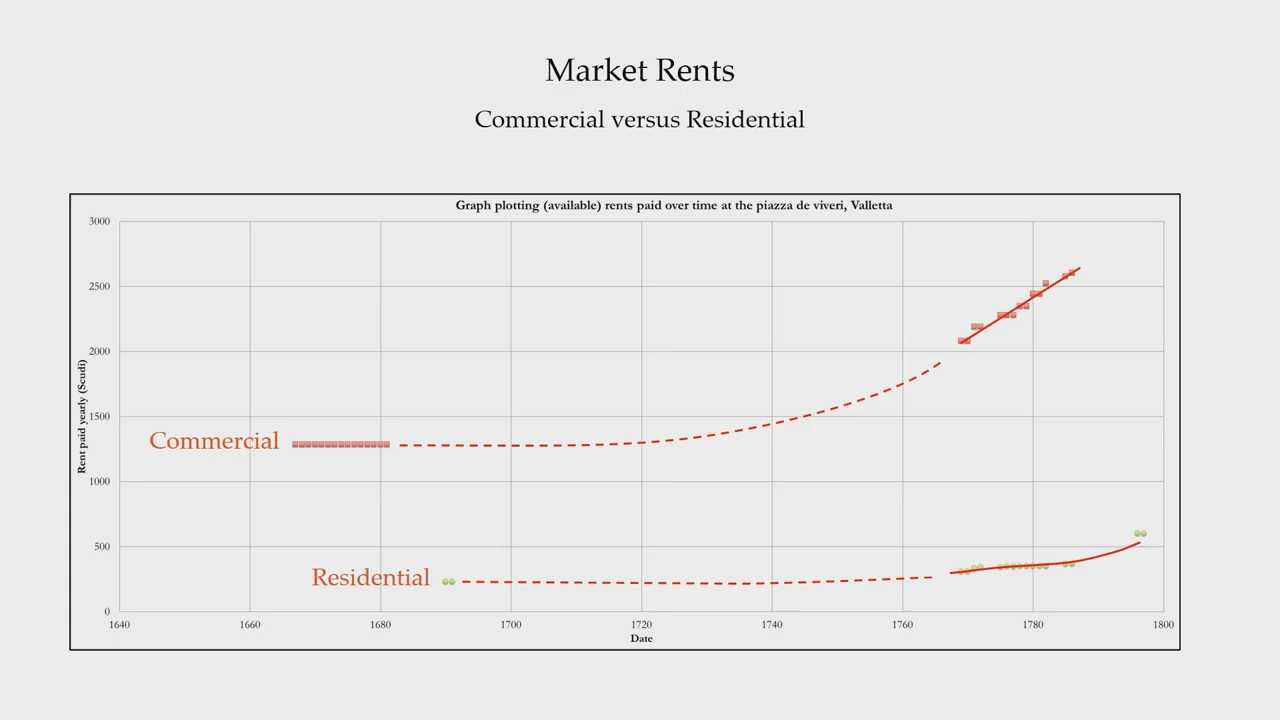 Market Rents
Commercial versus Residential
Graph plotting (available) rents paid over time at the piazza de viveri, Valletta
3000
2500
2000
1500
1000
500
0
Rent paid yearly (Scudi)
Commercial
Residential
1640 1660 1680 1700 1720 1740 1760 1780 1800
Date